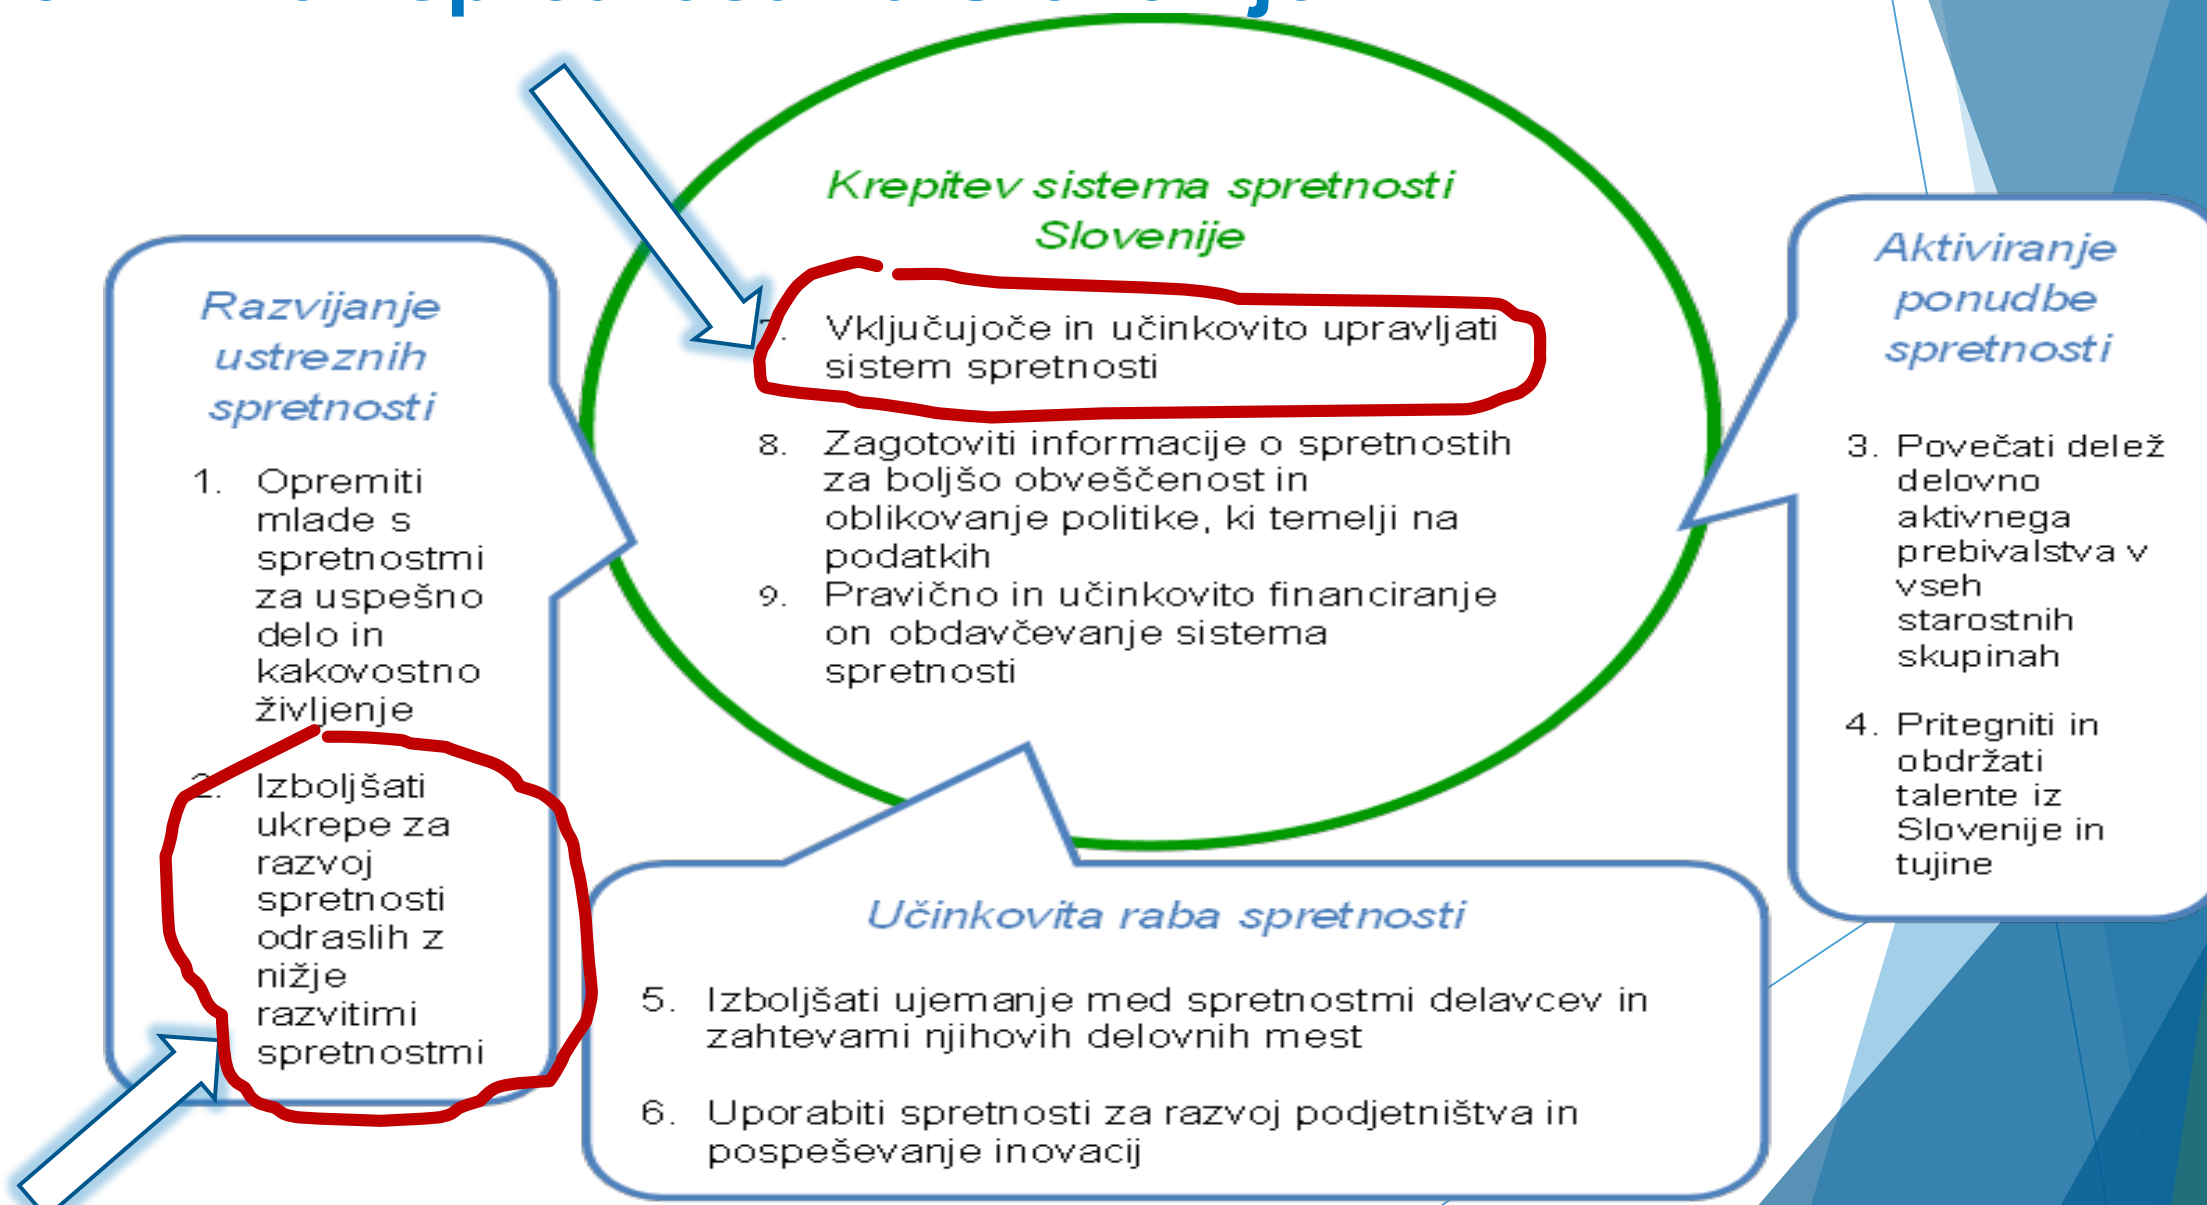 Krepitev sistema spretnosti
Slovenije
7. Vključujoče in učinkovito upravljati
sistem spretnosti
8. Zagotoviti informacije o spretnostih
za boljšo obveščenost in
oblikovanje politike, ki temelji na
podatkih
9. Pravično in učinkovito financiranje
on obdavčevanje sistema
spretnosti
Razvijanje
ustreznih
spretnosti
1. Opremiti
mlade s
spretnostmi
za uspešno
delo in
kakovostno
življenje
2. Izboljšati
ukrepe za
razvoj
spretnosti
odraslih z
nižje
razvitimi
spretnostmi
Aktiviranje
ponudbe
spretnosti
3. Povečati delež
delovno
aktivnega
prebivalstva v
vseh
starostnih
skupinah
4. Pritegniti in
obdržati
talente iz
Slovenije in
tujine
Učinkovita raba spretnosti
5. Izboljšati ujemanje med spretnostmi delavcev in
zahtevami njihovih delovnih mest
6. Uporabiti spretnosti za razvoj podjetništva in
pospeševanje inovacij